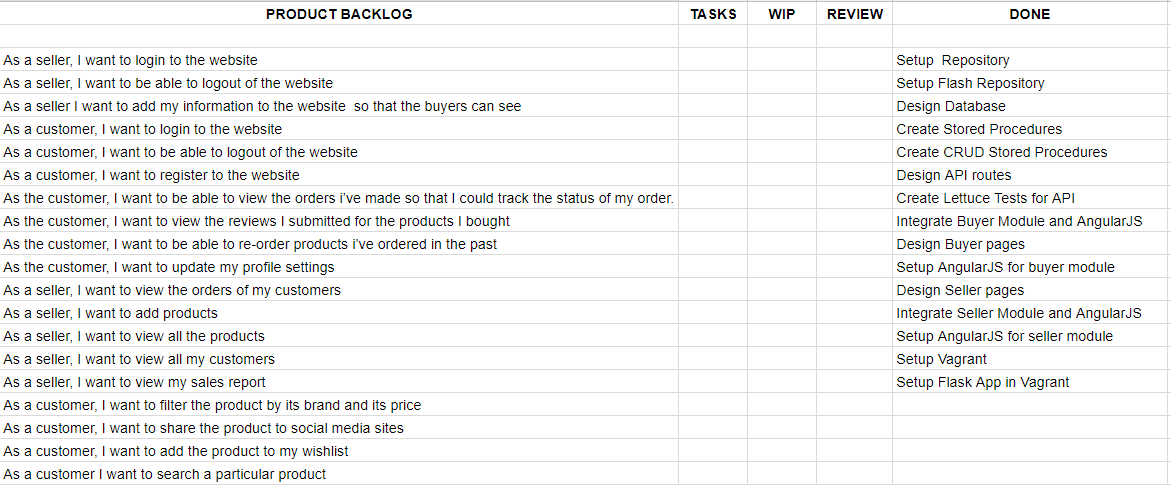 PRODUCT BACKLOG TASKS WIP REVIEW DONE
As a seller, I want to login to the website Setup  Repository
As a seller, I want to be able to logout of the website Setup Flash Repository
As a seller I want to add my information to the website  so that the buyers can see Design Database
As a customer, I want to login to the website Create Stored Procedures
As a customer, I want to be able to logout of the website Create CRUD Stored Procedures
As a customer, I want to register to the website Design API routes
As the customer, I want to be able to view the orders i've made so that I could track the status of my order. Create Lettuce Tests for API
As the customer, I want to view the reviews I submitted for the products I bought Integrate Buyer Module and AngularJS
As the customer, I want to be able to re-order products i've ordered in the past Design Buyer pages
As the customer, I want to update my profile settings Setup AngularJS for buyer module
As a seller, I want to view the orders of my customers Design Seller pages
As a seller, I want to add products Integrate Seller Module and AngularJS
As a seller, I want to view all the products Setup AngularJS for seller module
As a seller, I want to view all my customers Setup Vagrant
As a seller, I want to view my sales report Setup Flask App in Vagrant
As a customer, I want to filter the product by its brand and its price
As a customer, I want to share the product to social media sites
As a customer, I want to add the product to my wishlist
As a customer I want to search a particular product